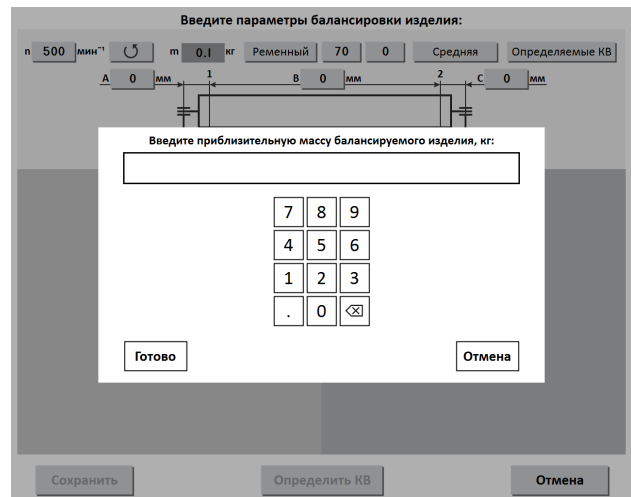 Введите параметры балансировки изделия:
n 500 мин⁻¹ m 0.1 кг Ременный 70 0 Средняя Определяемые КВ
A 0 мм 1 B 0 мм 2 C 0 мм
Введите приблизительную массу балансируемого изделия, кг:
7 8 9
4 5 6
1 2 3
. 0
Готово Отмена
Сохранить Определить КВ Отмена